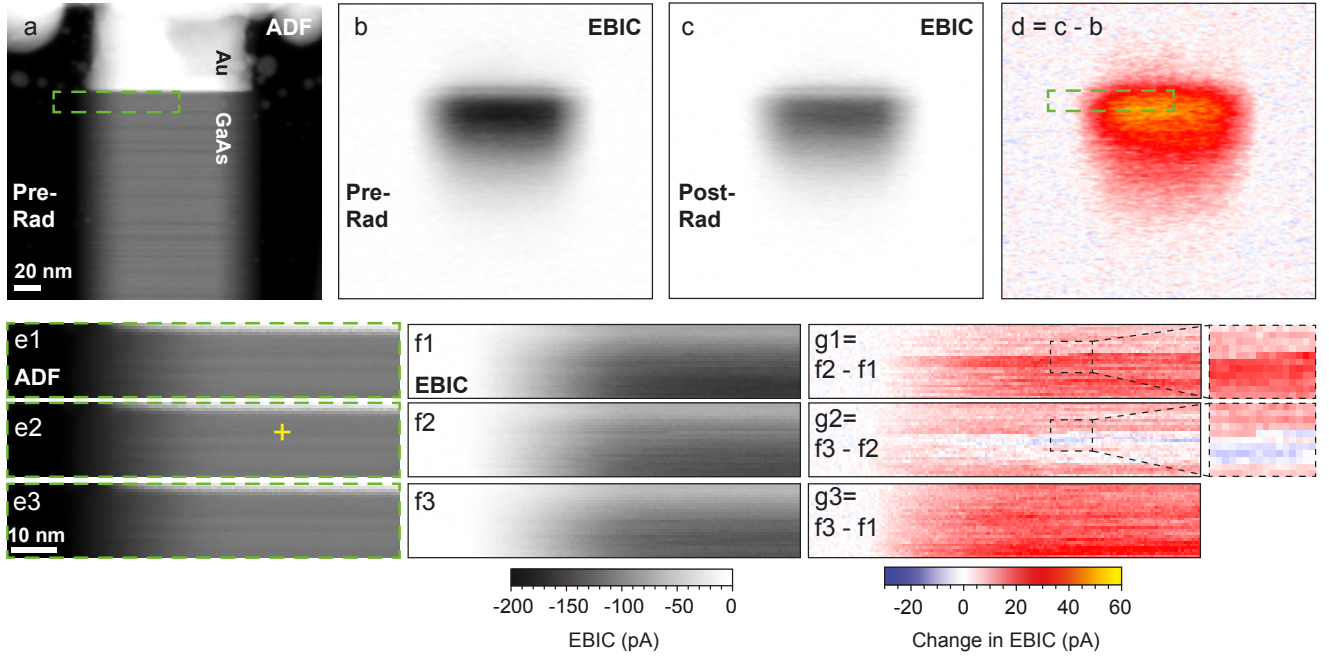 a
ADF
Au
GaAs
Pre-
Rad
20 nm
b
EBIC
Pre-
Rad
c
EBIC
Post-
Rad
d = c - b
e1
ADF
f1
EBIC
g1=
f2 - f1
e2
f2
g2=
f3 - f2
e3
10 nm
f3
g3=
f3 - f1
-200 -150 -100 -50 0
EBIC (pA)
-20 0 20 40 60
Change in EBIC (pA)